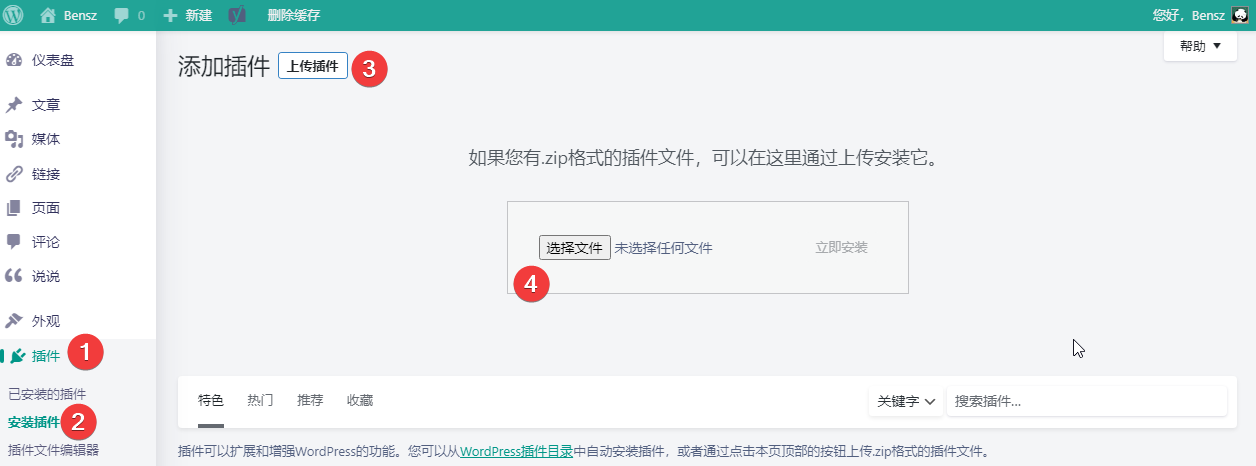 Bensz 0 新建 删除缓存 您好，Bensz
帮助
仪表盘
文章
媒体
链接
页面
评论
说说
外观
插件 1
已安装的插件
安装插件 2
插件文件编辑器
添加插件 上传插件 3
如果您有.zip格式的插件文件，可以在这里通过上传安装它。
选择文件 未选择任何文件 立即安装
4
特色 热门 推荐 收藏 关键字 搜索插件...
插件可以扩展和增强WordPress的功能。您可以从WordPress插件目录中自动安装插件，或者通过点击本页顶部的按钮上传.zip格式的插件文件。